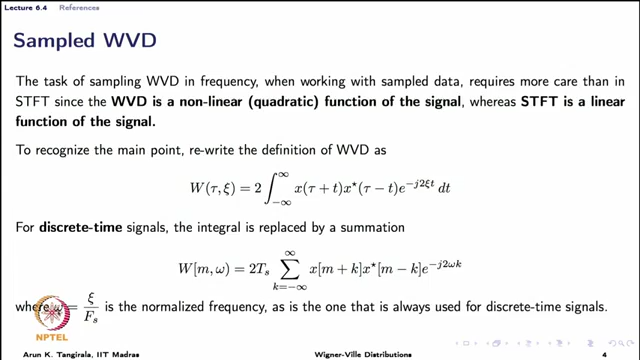 Lecture 6.4 References
Sampled WVD
The task of sampling WVD in frequency, when working with sampled data, requires more care than in
STFT since the WVD is a non-linear (quadratic) function of the signal, whereas STFT is a linear
function of the signal.
To recognize the main point, re-write the definition of WVD as
W(τ, ξ) = 2 ∫_{-∞}^{∞} x(τ + t)x*(τ − t)e^{−j2ξt} dt
For discrete-time signals, the integral is replaced by a summation
W[m, ω) = 2T_s ∑_{k=−∞}^{∞} x[m + k]x*[m − k]e^{−j2ωk}
where ω = ξ/F_s is the normalized frequency, as is the one that is always used for discrete-time signals.
NPTEL
Arun K. Tangirala, IIT Madras Wigner-Ville Distributions 4